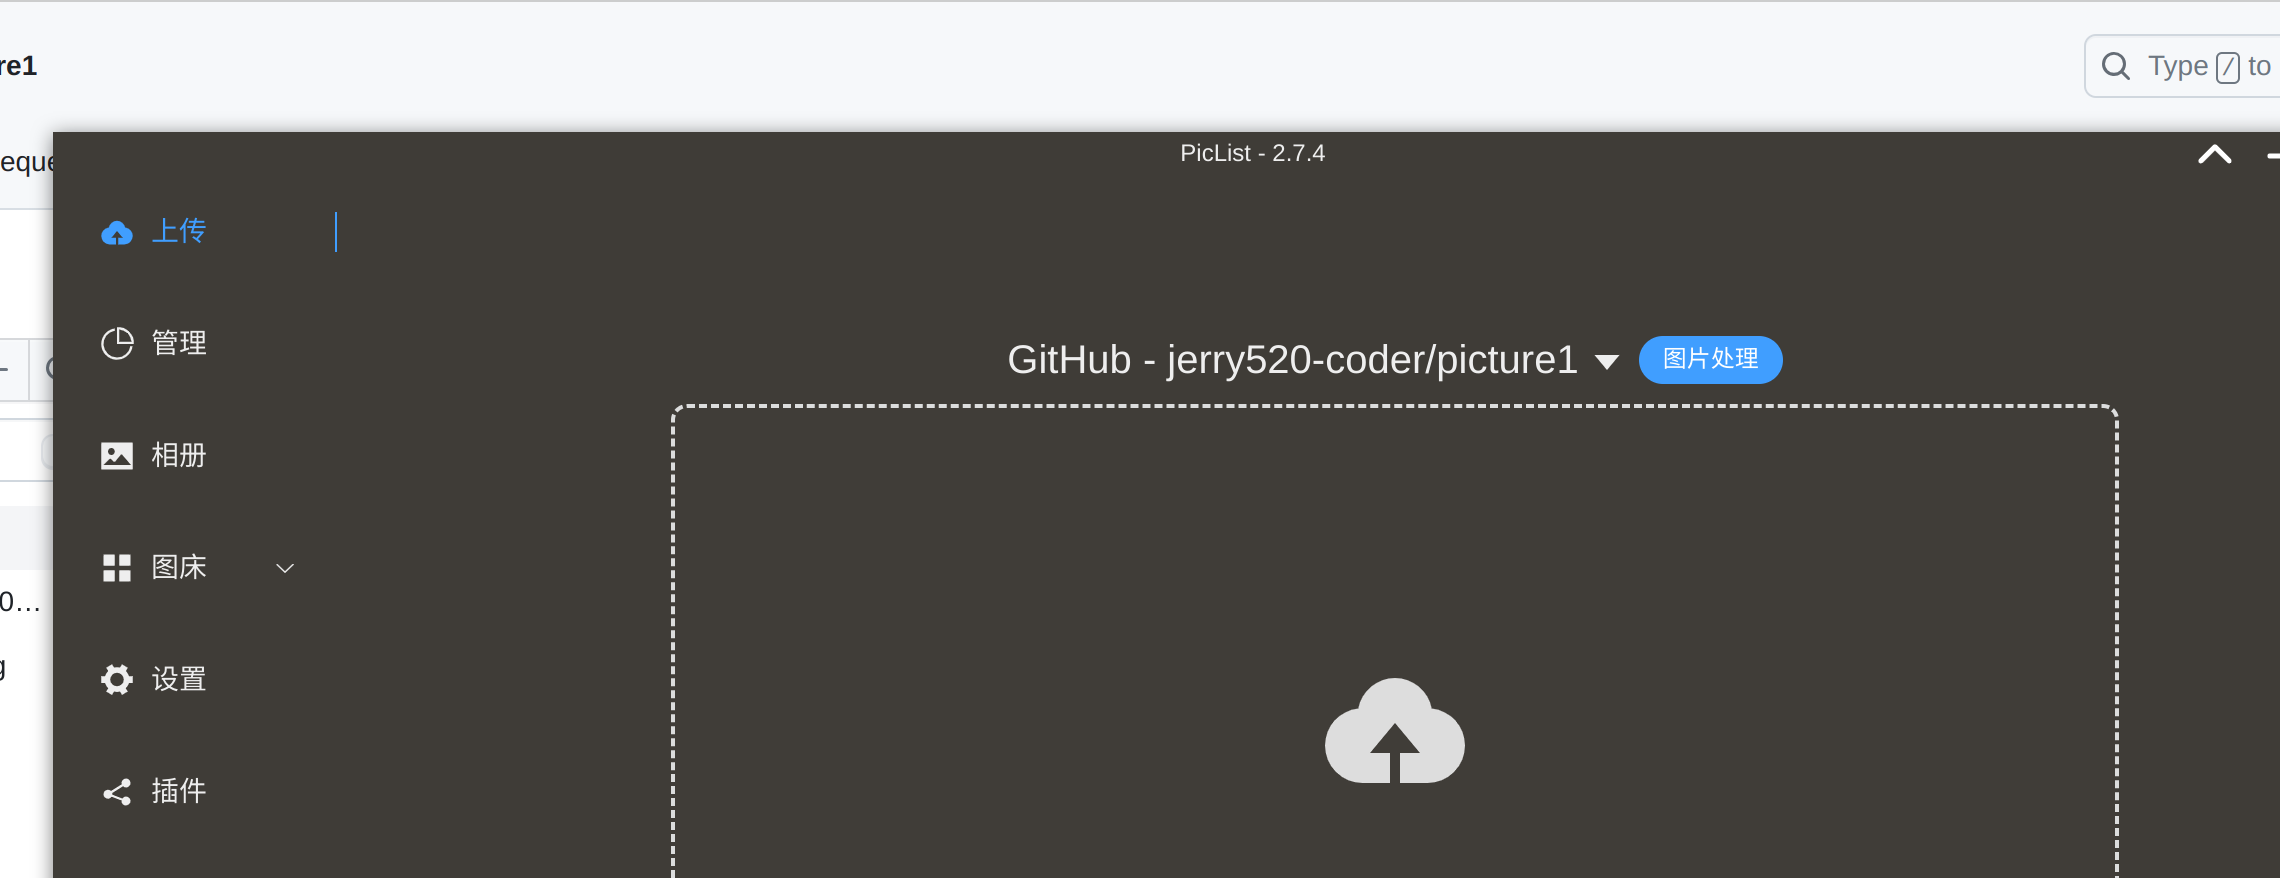 re1
Type / to
eque
PicList - 2.7.4
上传
管理
GitHub - jerry520-coder/picture1
图片处理
相册
图床
0...
设置
g
插件